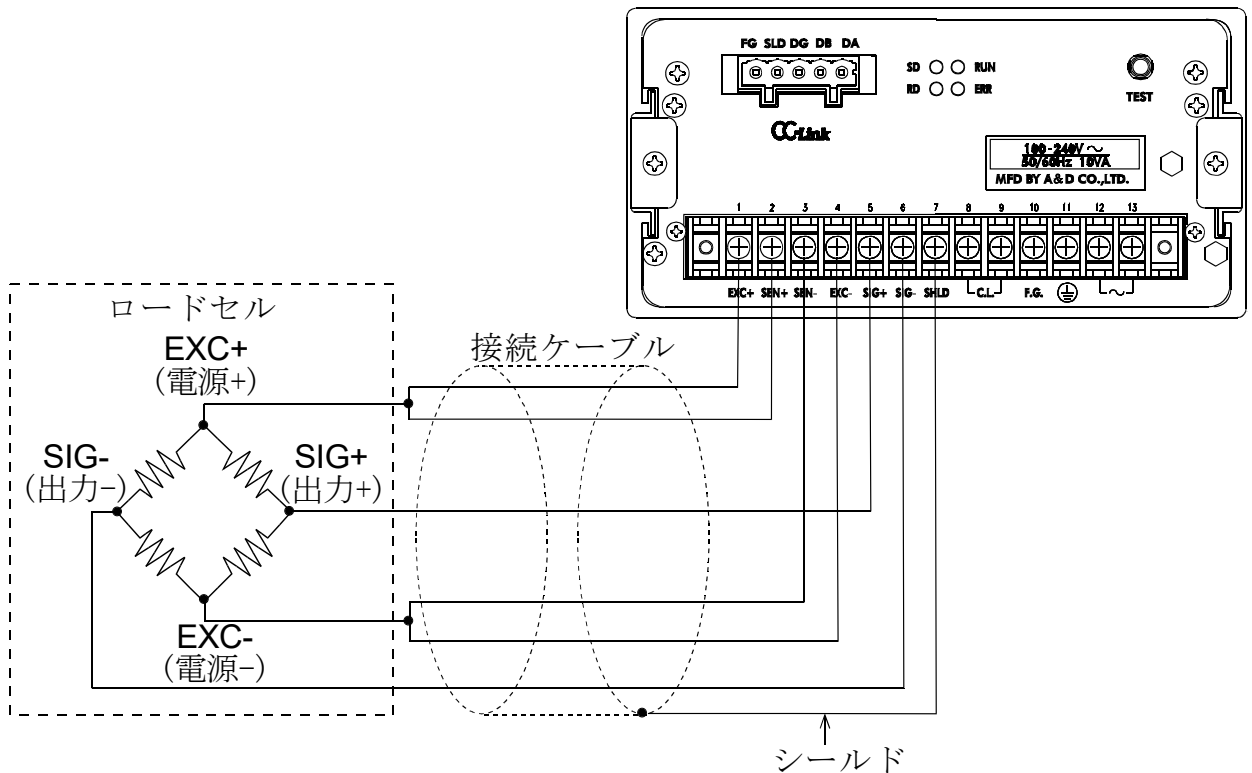 FG SLD DG DB DA
SD RUN
RD ERR
TEST
CC-Link
100-240V ~
50/60Hz 10VA
MFD BY A&D CO.,LTD.
1 2 3 4 5 6 7 8 9 10 11 12 13
EXC+ SEN+ SEN- EXC- SIG+ SIG- SHLD C.L. F.G. ~
ロードセル
EXC+
(電源+)
接続ケーブル
SIG-
(出力-)
SIG+
(出力+)
EXC-
(電源-)
シールド